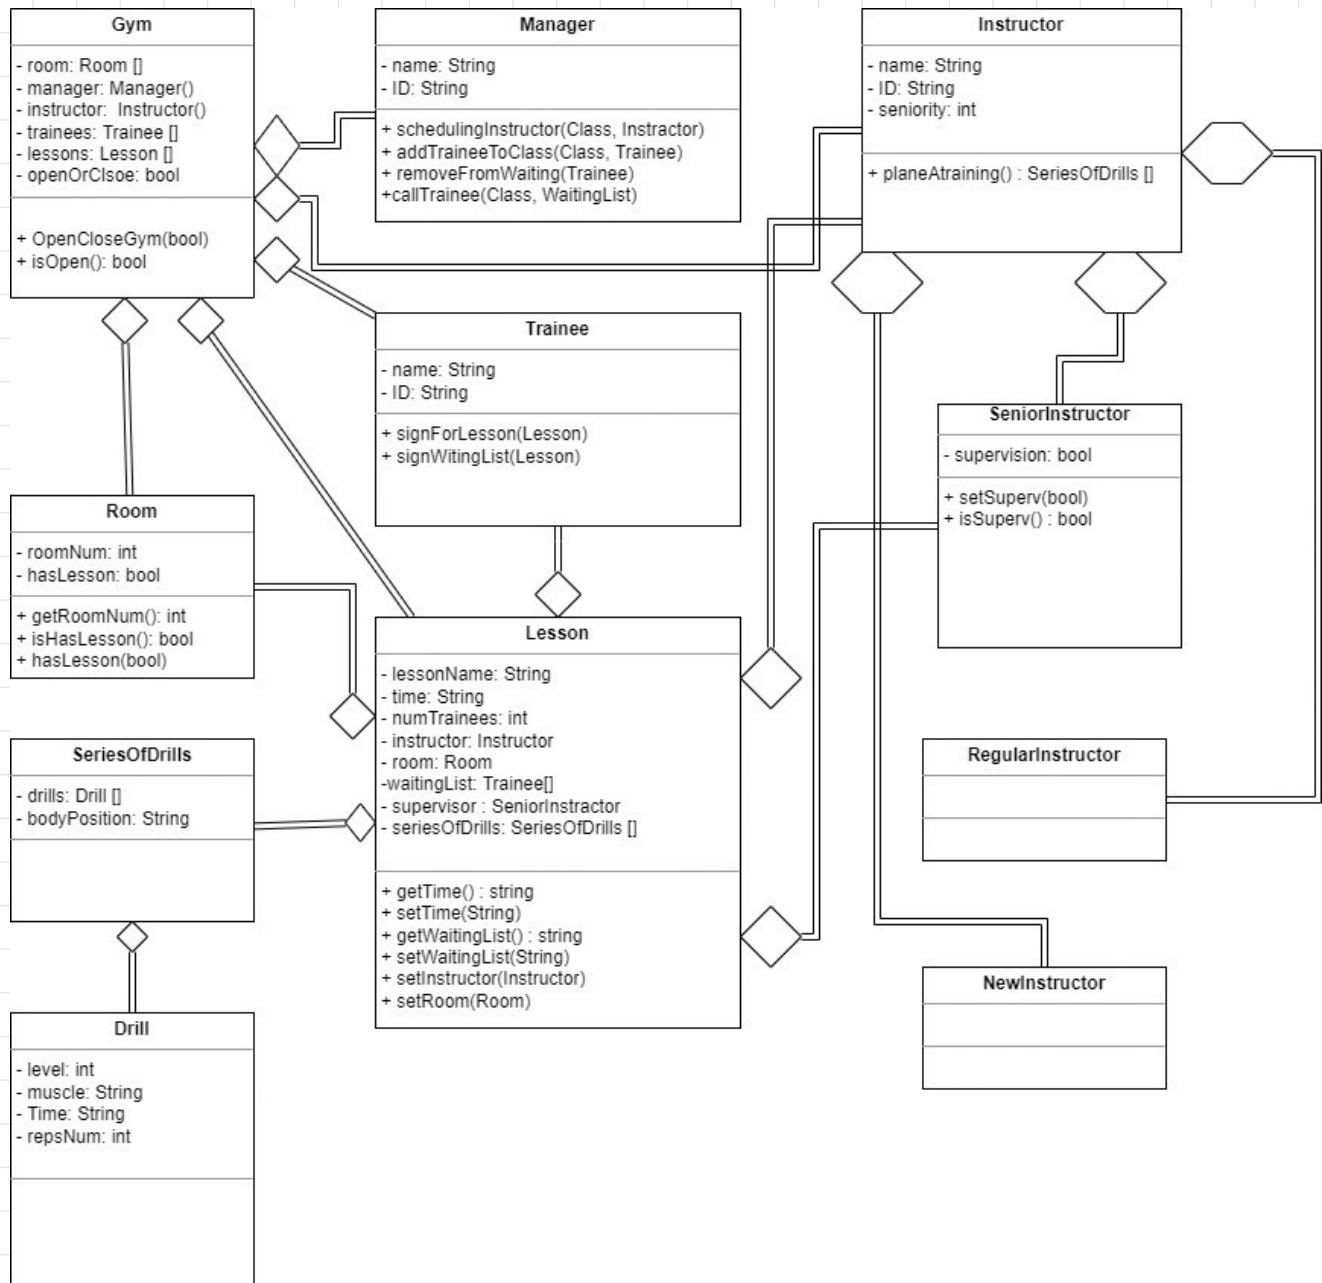 Gym
- room: Room []
- manager: Manager()
- instructor:  Instructor()
- trainees: Trainee []
- lessons: Lesson []
- openOrClsoe: bool
+ OpenCloseGym(bool)
+ isOpen(): bool
Manager
- name: String
- ID: String
+ schedulingInstructor(Class, Instractor)
+ addTraineeToClass(Class, Trainee)
+ removeFromWaiting(Trainee)
+callTrainee(Class, WaitingList)
Instructor
- name: String
- ID: String
- seniority: int
+ planeAtraining() : SeriesOfDrills []
Trainee
- name: String
- ID: String
+ signForLesson(Lesson)
+ signWitingList(Lesson)
SeniorInstructor
- supervision: bool
+ setSuperv(bool)
+ isSuperv() : bool
Room
- roomNum: int
- hasLesson: bool
+ getRoomNum(): int
+ isHasLesson(): bool
+ hasLesson(bool)
Lesson
- lessonName: String
- time: String
- numTrainees: int
- instructor: Instructor
- room: Room
-waitingList: Trainee[]
- supervisor : SeniorInstractor
- seriesOfDrills: SeriesOfDrills []
+ getTime() : string
+ setTime(String)
+ getWaitingList() : string
+ setWaitingList(String)
+ setInstructor(Instructor)
+ setRoom(Room)
SeriesOfDrills
- drills: Drill []
- bodyPosition: String
RegularInstructor
NewInstructor
Drill
- level: int
- muscle: String
- Time: String
- repsNum: int